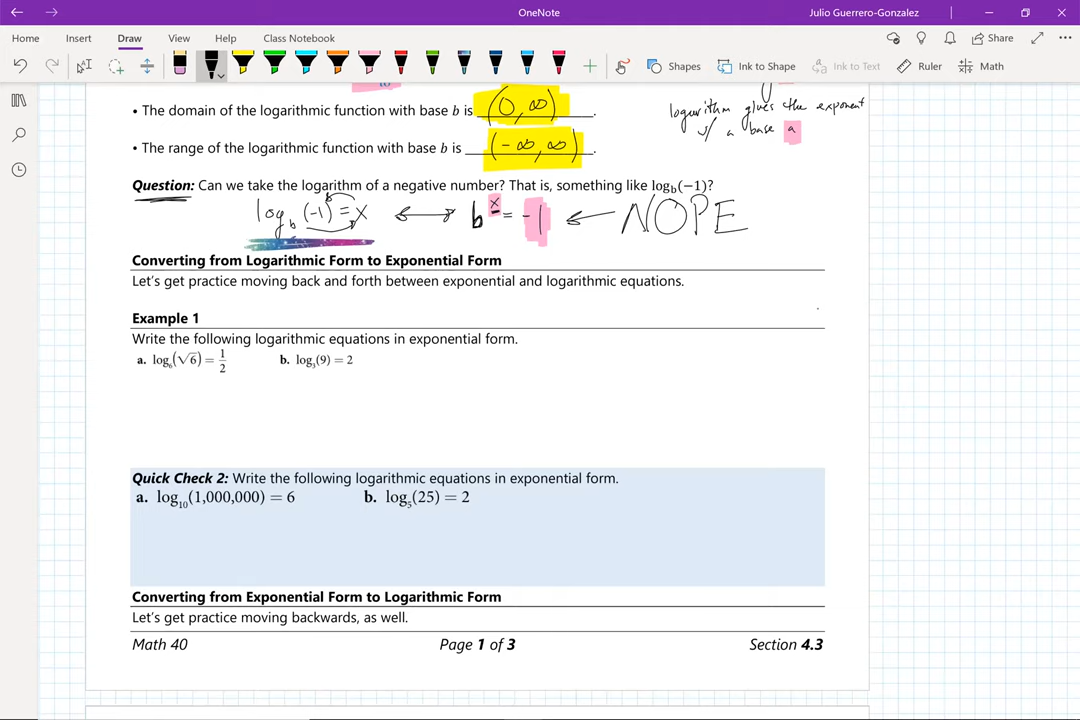 OneNote
Julio Guerrero-Gonzalez
Home Insert Draw View Help Class Notebook
Share
Shapes Ink to Shape Ink to Text Ruler Math
• The domain of the logarithmic function with base b is (0, ∞).
logarithm gives the exponent
w/ a base a
• The range of the logarithmic function with base b is (-∞, ∞).
Question: Can we take the logarithm of a negative number? That is, something like log_b(−1)?
log_b (-1) = x ⟷ b^x = -1 ← NOPE
Converting from Logarithmic Form to Exponential Form
Let's get practice moving back and forth between exponential and logarithmic equations.
Example 1
Write the following logarithmic equations in exponential form.
a. log₆(√6) = 1/2 b. log₃(9) = 2
Quick Check 2: Write the following logarithmic equations in exponential form.
a. log₁₀(1,000,000) = 6 b. log₅(25) = 2
Converting from Exponential Form to Logarithmic Form
Let's get practice moving backwards, as well.
Math 40 Page 1 of 3 Section 4.3